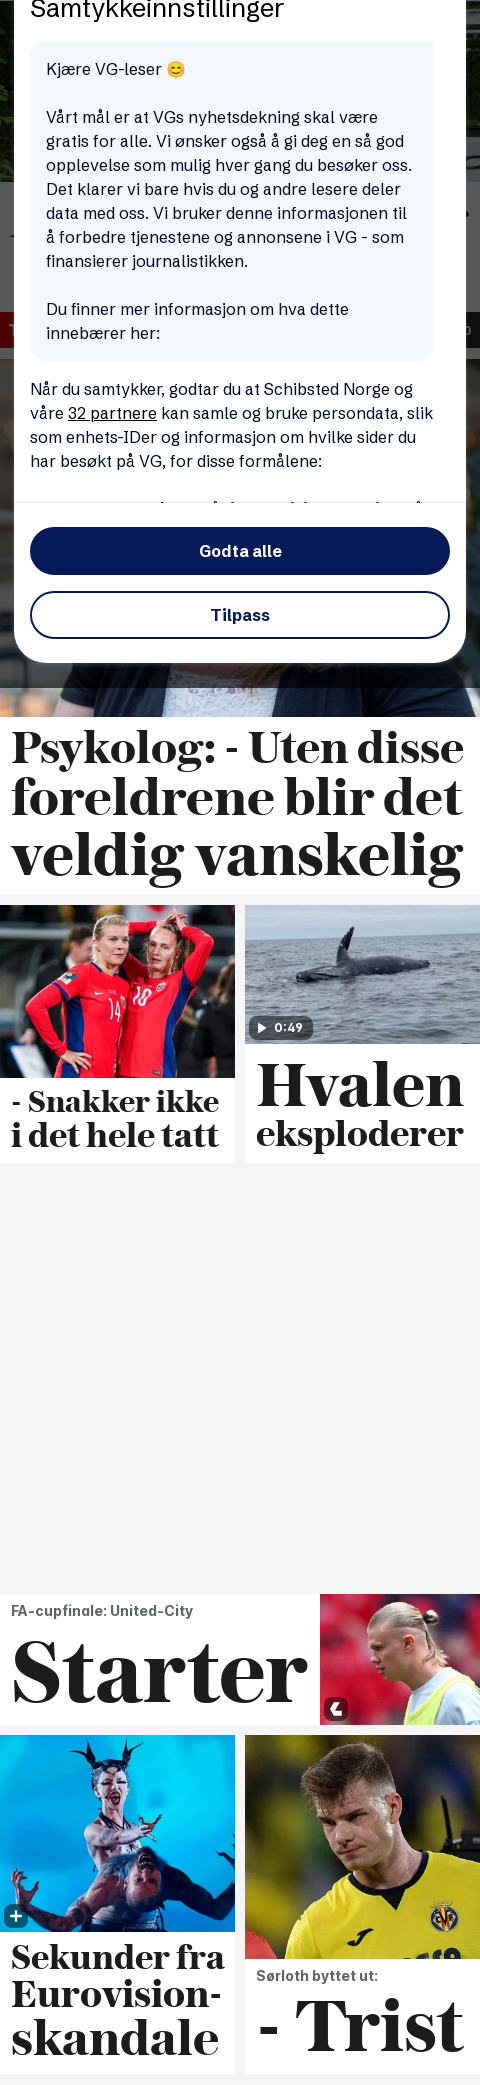 Samtykkeinnstillinger
Kjære VG-leser 😊
Vårt mål er at VGs nyhetsdekning skal være
gratis for alle. Vi ønsker også å gi deg en så god
opplevelse som mulig hver gang du besøker oss.
Det klarer vi bare hvis du og andre lesere deler
data med oss. Vi bruker denne informasjonen til
å forbedre tjenestene og annonsene i VG - som
finansierer journalistikken.
Du finner mer informasjon om hva dette
innebærer her:
Når du samtykker, godtar du at Schibsted Norge og
våre 32 partnere kan samle og bruke persondata, slik
som enhets-IDer og informasjon om hvilke sider du
har besøkt på VG, for disse formålene:
Godta alle
Tilpass
Psykolog: - Uten disse
foreldrene blir det
veldig vanskelig
14
18
0:49
- Snakker ikke
i det hele tatt
Hvalen
eksploderer
FA-cupfinale: United-City
Starter
Sekunder fra
Eurovision-
skandale
Sørloth byttet ut:
- Trist